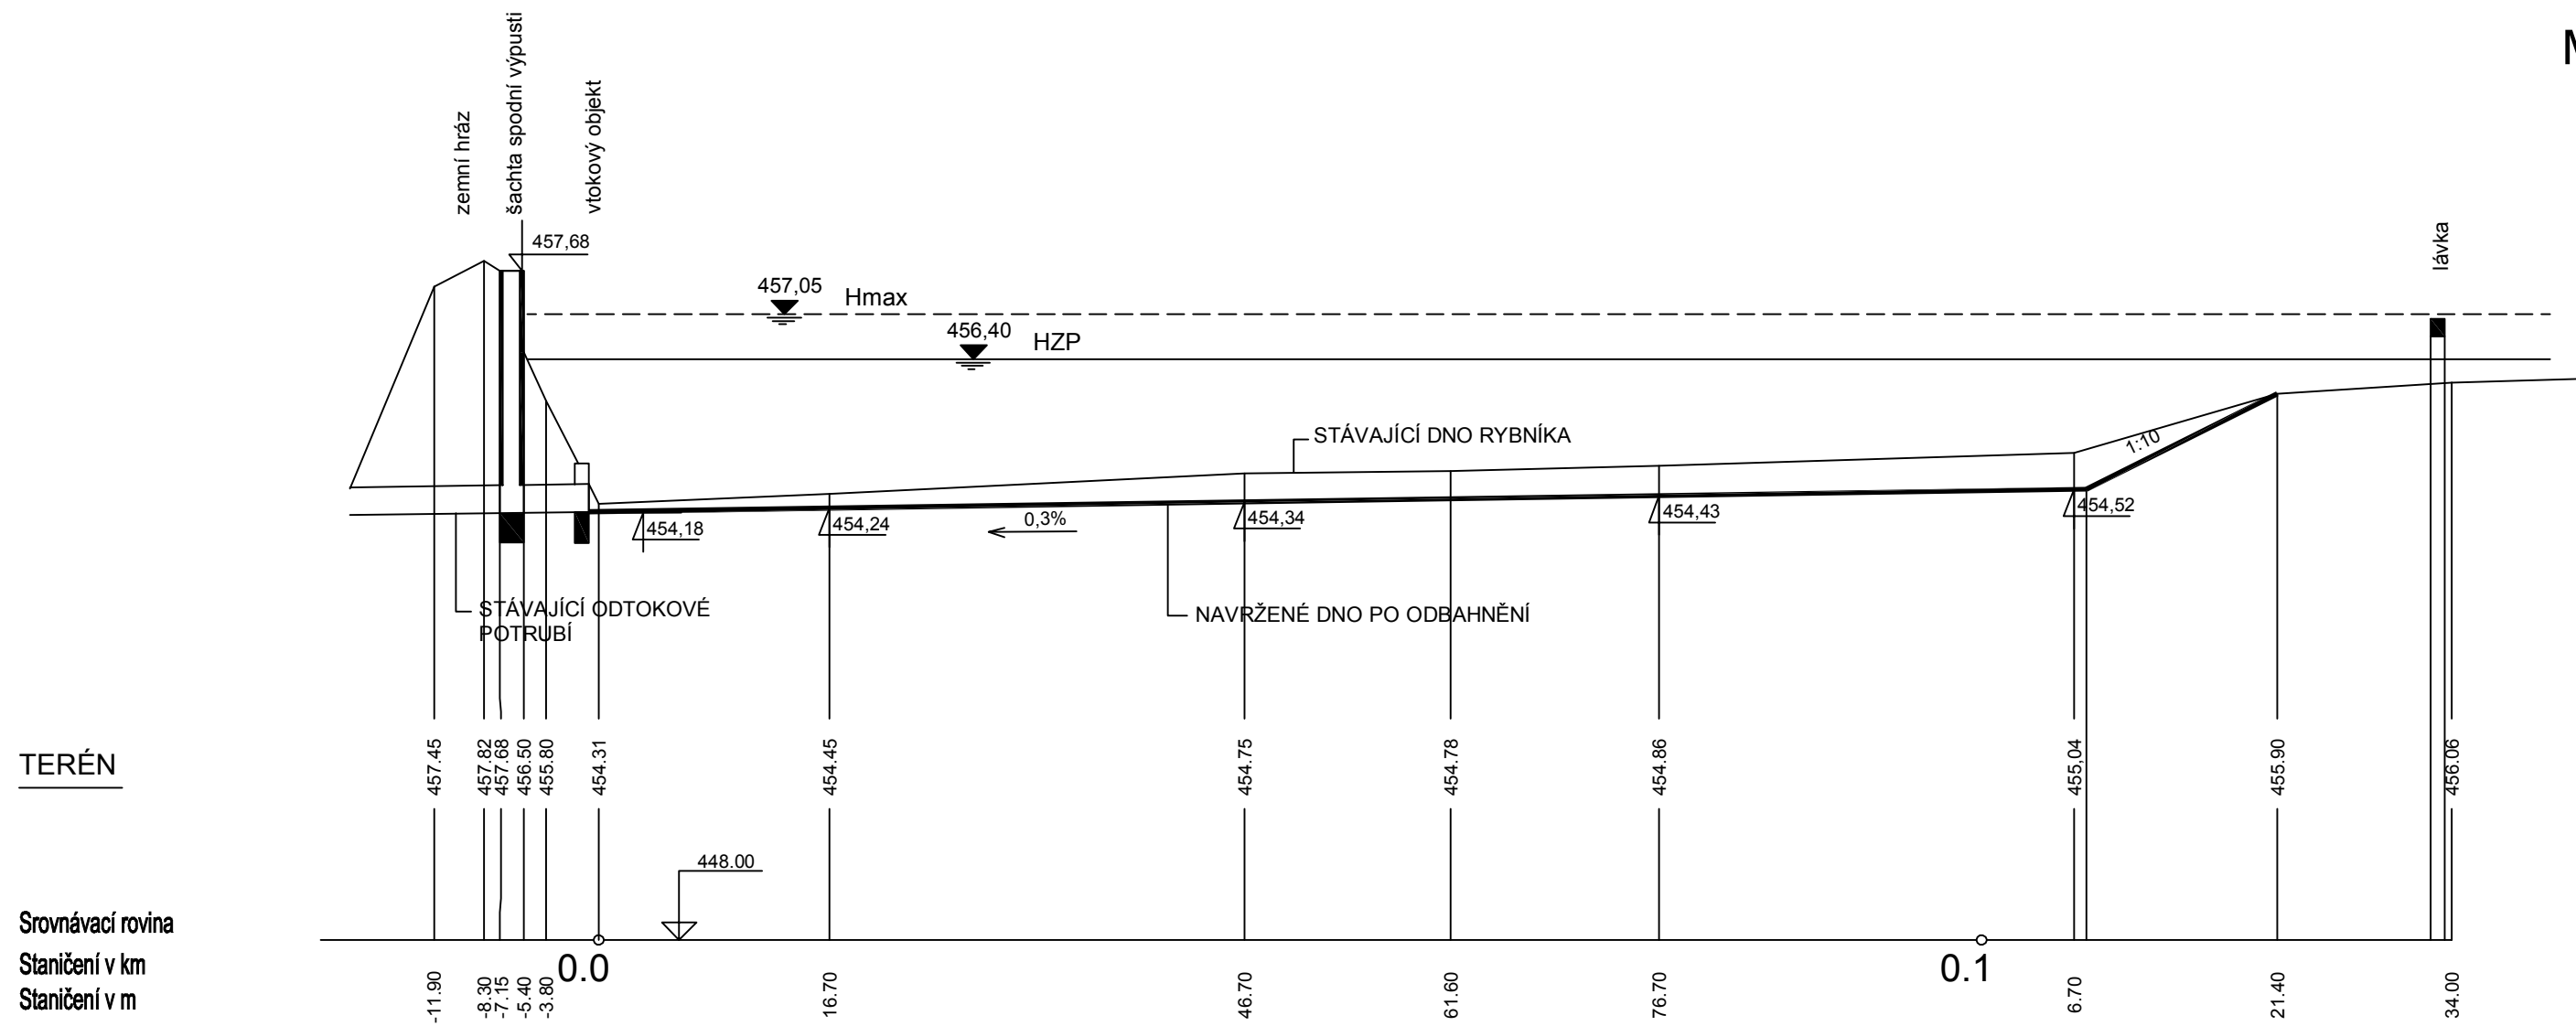 M
zemní hráz
šachta spodní výpusti
vtokový objekt
457,68
457,05
Hmax
456,40
HZP
lávka
STÁVAJÍCÍ DNO RYBNÍKA
1:10
454,18
454,24
0,3%
454,34
454,43
454,52
STÁVAJÍCÍ ODTOKOVÉ
POTRUBÍ
NAVRŽENÉ DNO PO ODBAHNĚNÍ
TERÉN
457.45
457.82
457.68
456.50
455.80
454.31
454.45
454.75
454.78
454.86
455,04
455.90
456.06
448.00
Srovnávací rovina
Staničení v km
0.0
0.1
Staničení v m
-11.90
-8.30
-7.15
-5.40
-3.80
16.70
46.70
61.60
76.70
6.70
21.40
34.00